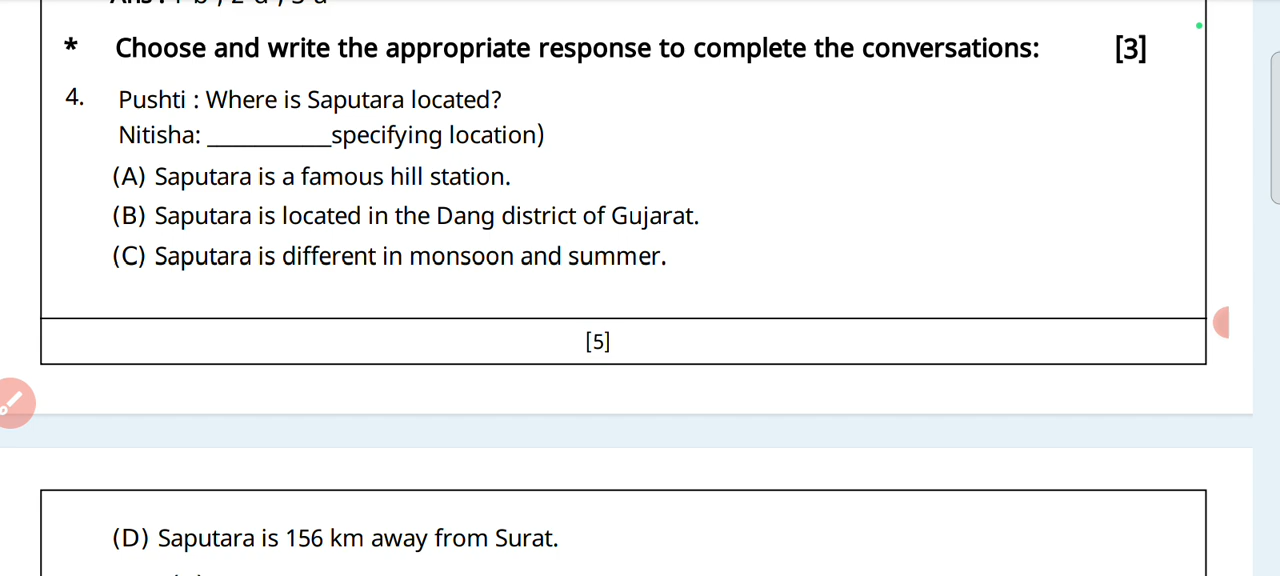 * Choose and write the appropriate response to complete the conversations: [3]
4. Pushti : Where is Saputara located?
Nitisha: __________specifying location)
(A) Saputara is a famous hill station.
(B) Saputara is located in the Dang district of Gujarat.
(C) Saputara is different in monsoon and summer.
[5]
(D) Saputara is 156 km away from Surat.